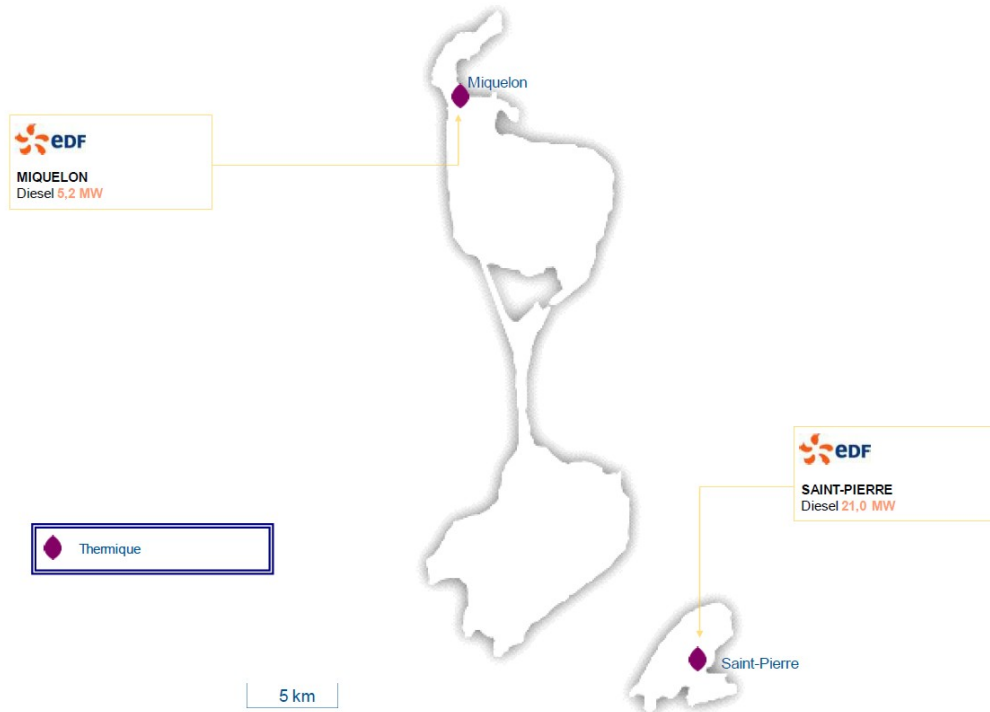 Miquelon
eDF
MIQUELON
Diesel 5,2 MW
eDF
SAINT-PIERRE
Diesel 21,0 MW
Thermique
Saint-Pierre
5 km